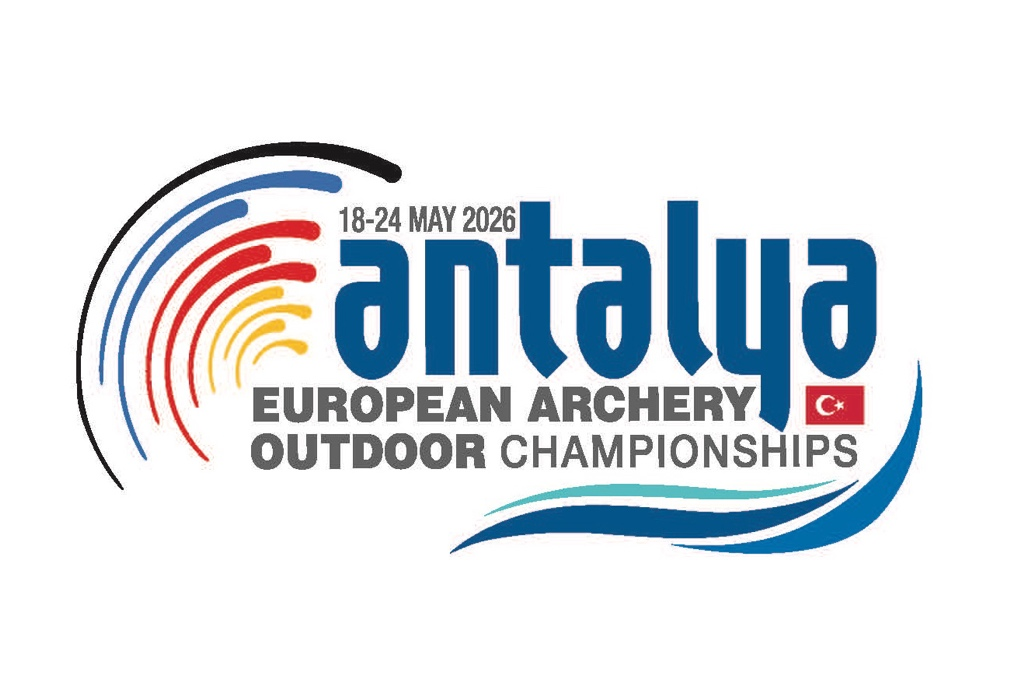 18-24 MAY 2026
antalya
EUROPEAN ARCHERY
OUTDOOR CHAMPIONSHIPS